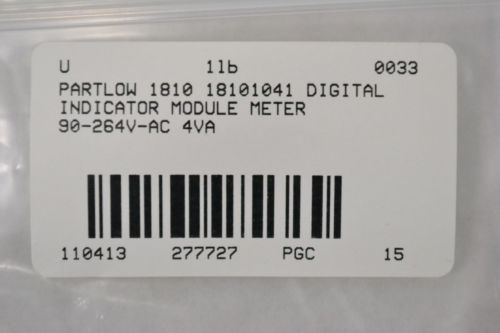 U 1lb 0033
PARTLOW 1810 18101041 DIGITAL
INDICATOR MODULE METER
90-264V-AC 4VA
110413 277727 PGC 15